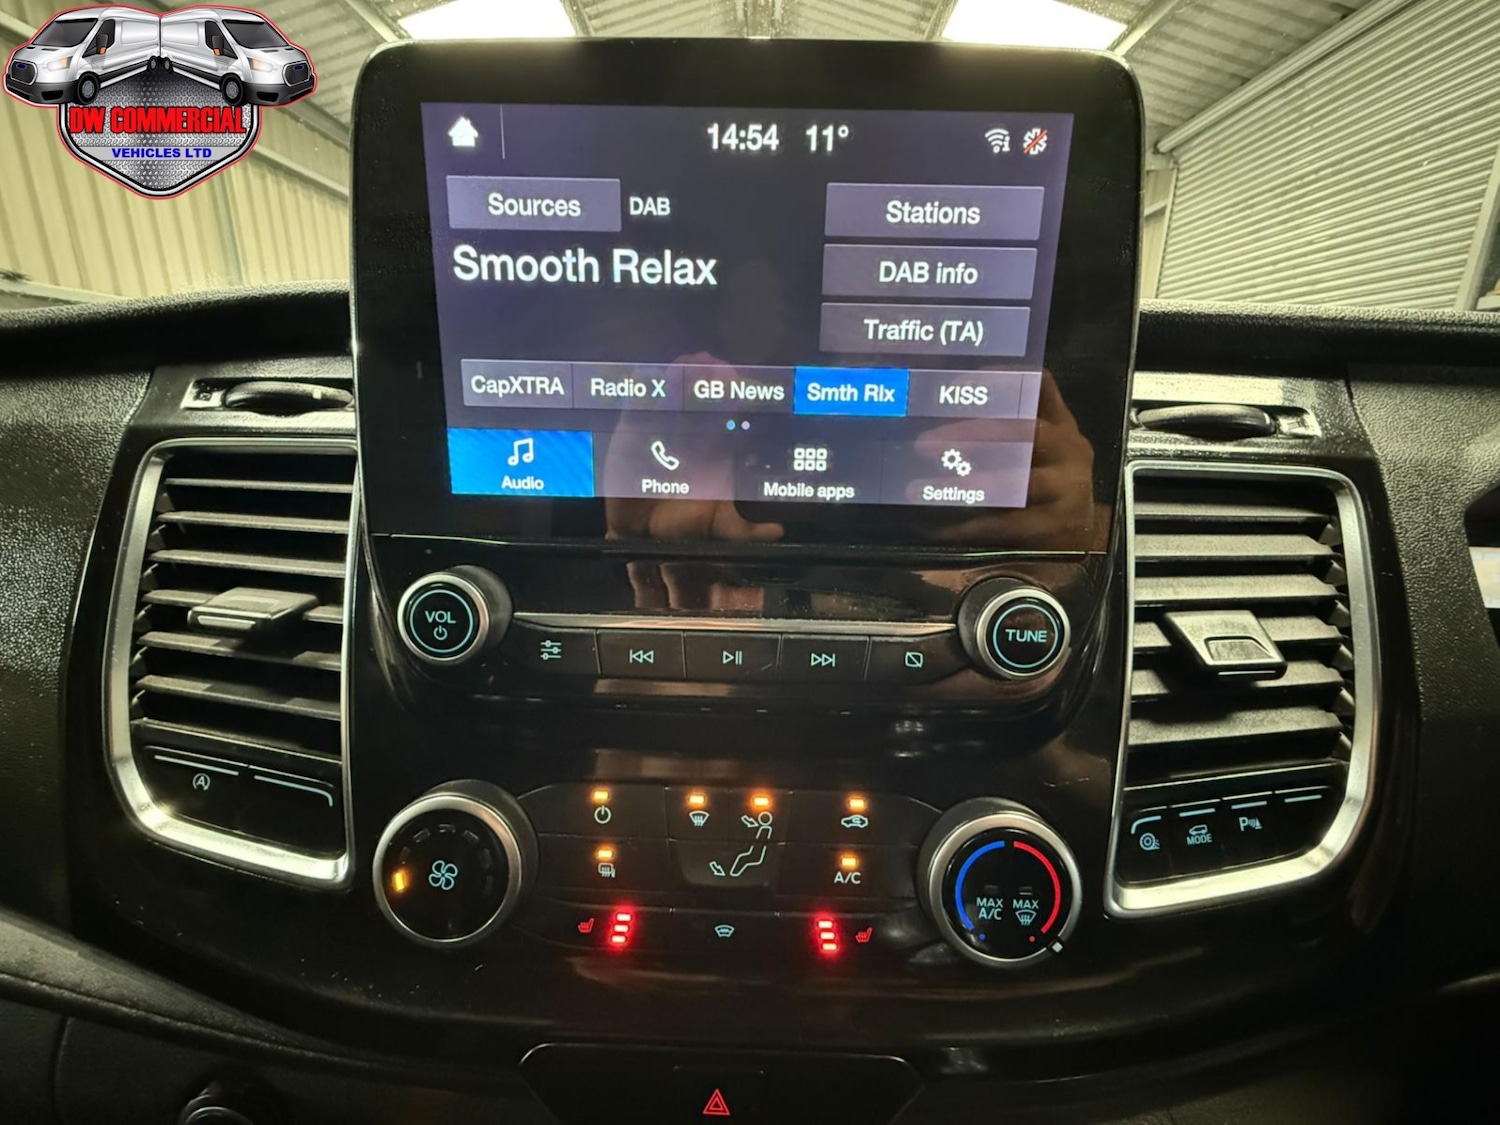 DW COMMERCIAL
VEHICLES LTD
14:54 11°
Sources DAB
Stations
Smooth Relax
DAB info
Traffic (TA)
CapXTRA Radio X GB News Smth Rlx KISS
Audio Phone Mobile apps Settings
VOL
TUNE
A
MODE
P
A/C
MAX A/C
MAX